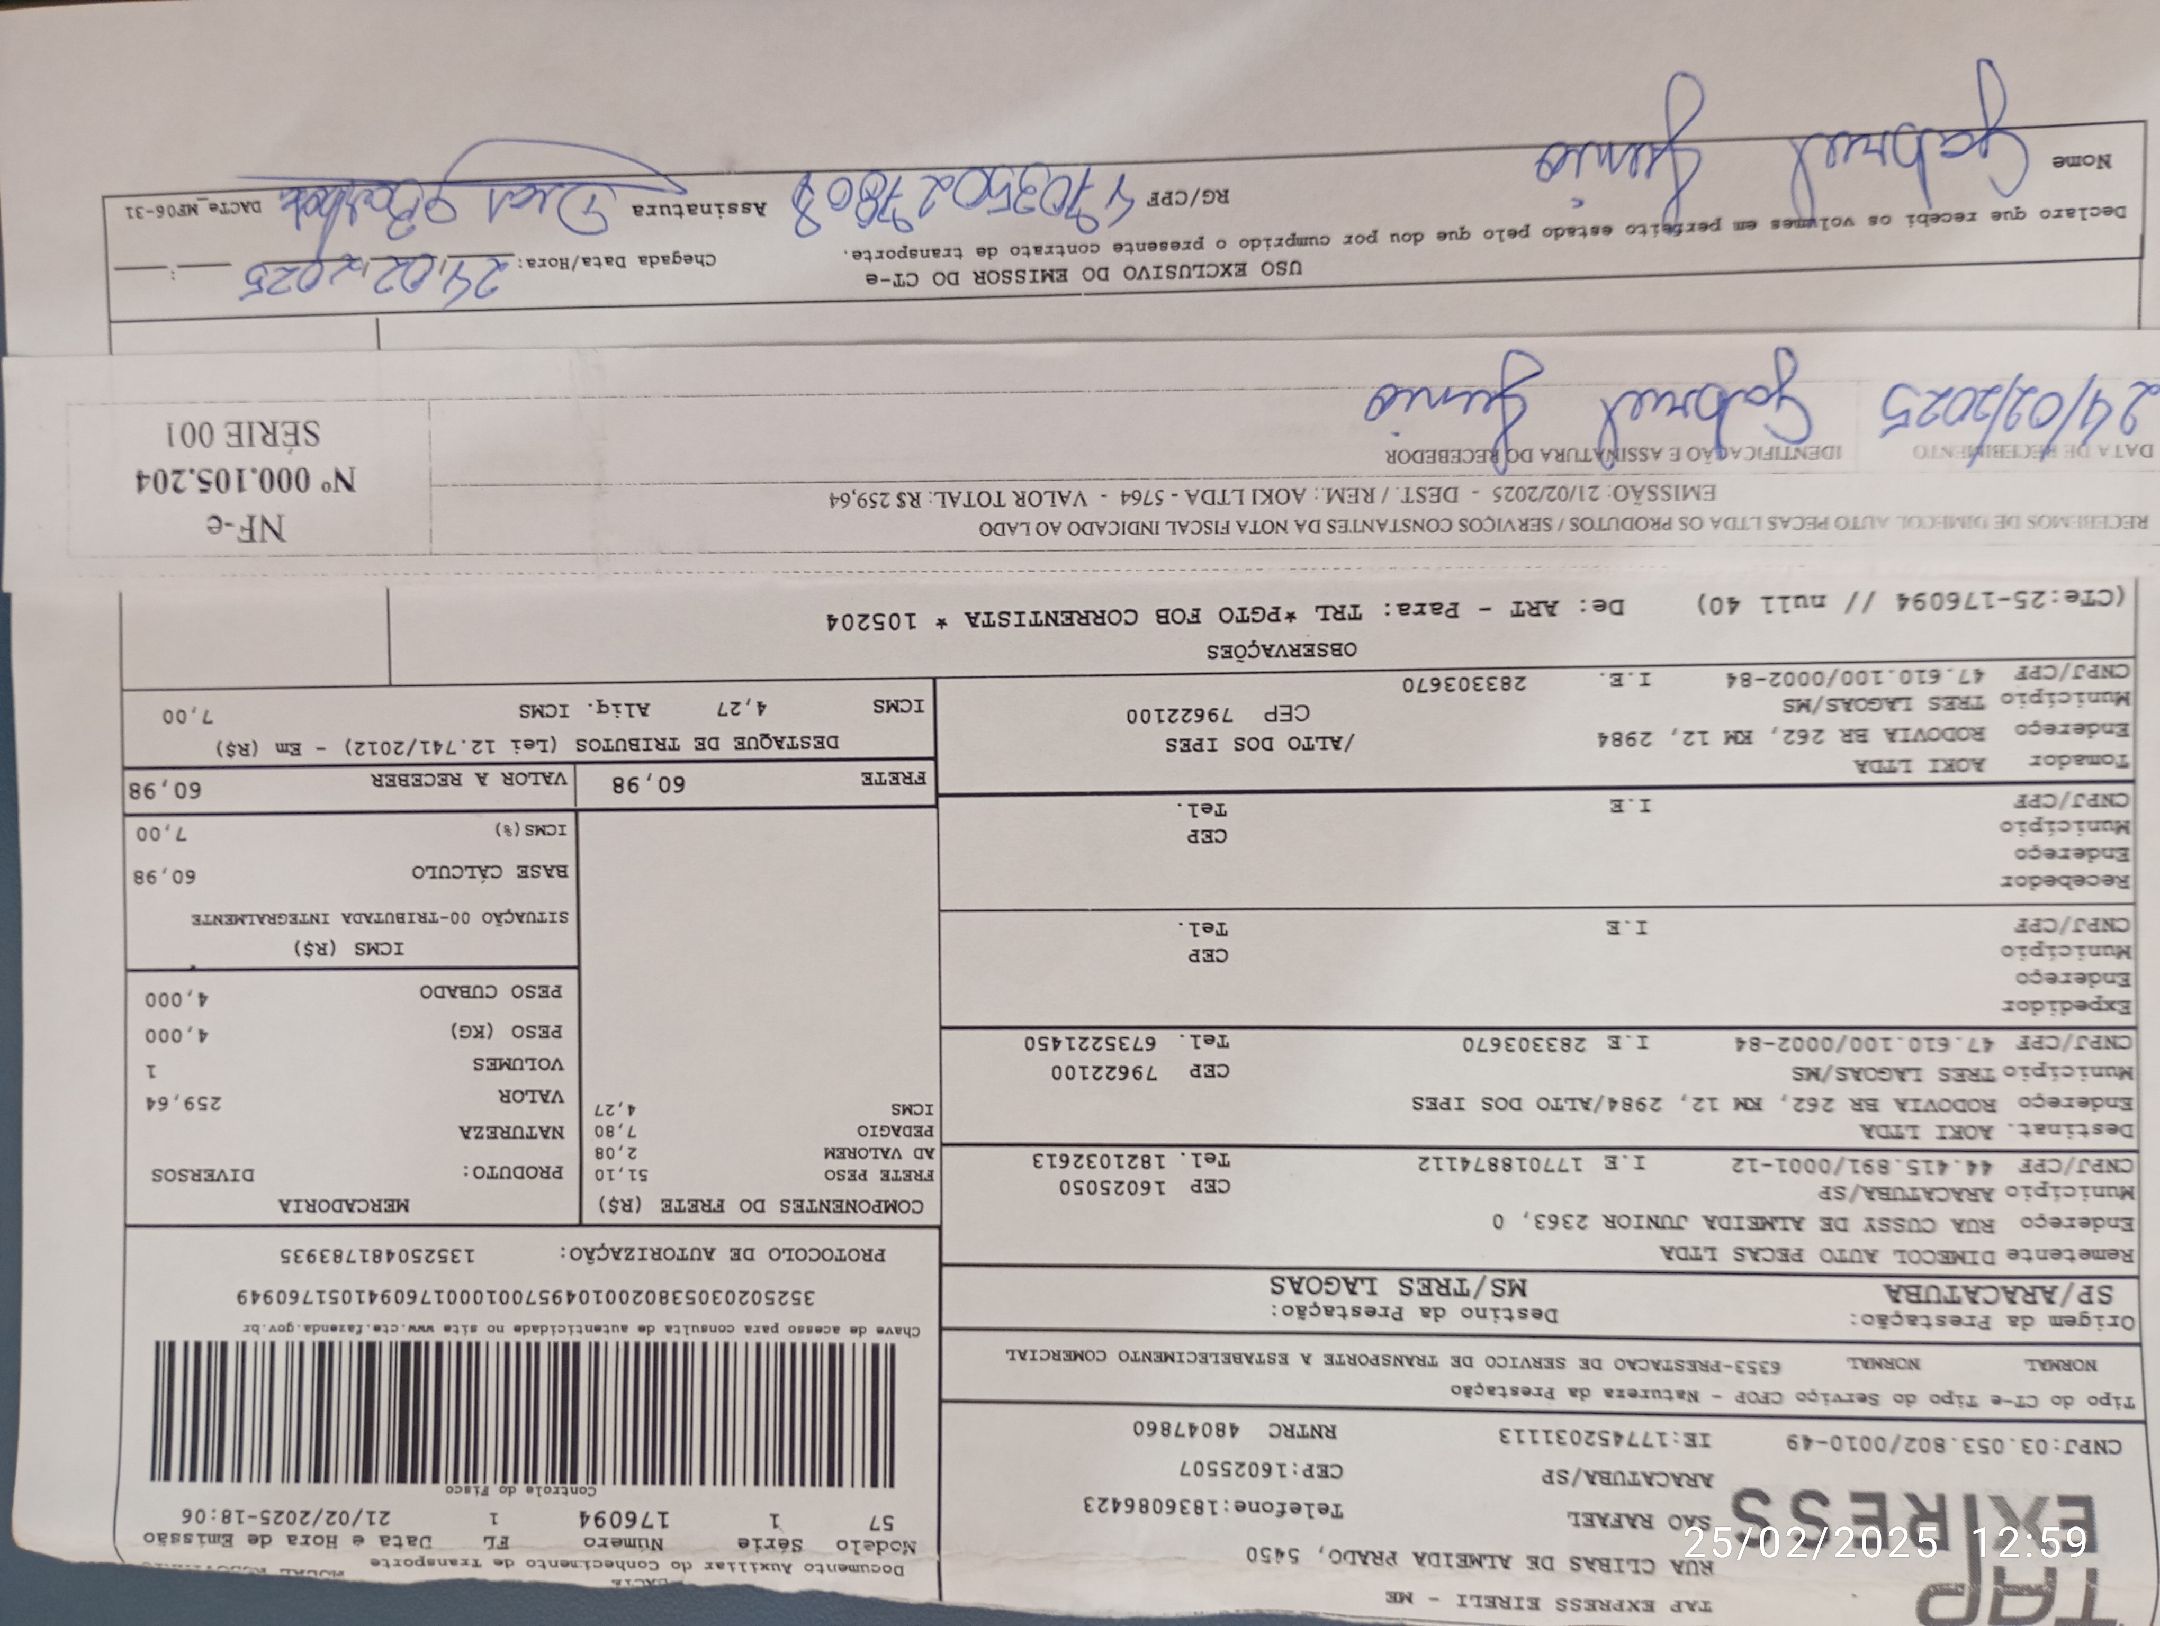 TAP
EXPRESS
TAP EXPRESS EIRELI - ME
RUA CLIBAS DE ALMEIDA PRADO, 5450
SAO RAFAEL Telefone:1836086423
ARACATUBA/SP CEP:16025507
CNPJ:03.053.802/0010-49 IE:177452031113 RNTRC 48047860
Documento Auxiliar do Conhecimento de Transporte
Modelo Série Número FL Data e Hora de Emissão
57 1 176094 1 21/02/2025-18:06
Controle do Fisco
Chave de acesso para consulta de autenticidade no site www.cte.fazenda.gov.br
35250203053802001049570010001760941051760949
PROTOCOLO DE AUTORIZAÇÃO: 135250481783935
Tipo do CT-e Tipo do Serviço CFOP - Natureza da Prestação
NORMAL NORMAL 6353-PRESTACAO DE SERVICO DE TRANSPORTE A ESTABELECIMENTO COMERCIAL
Origem da Prestação: Destino da Prestação:
SP/ARACATUBA MS/TRES LAGOAS
Remetente DIMECOL AUTO PECAS LTDA
Endereço RUA CUSSY DE ALMEIDA JUNIOR 2363, 0
Município ARACATUBA/SP CEP 16025050
CNPJ/CPF 44.415.891/0001-12 I.E 177018874112 Tel. 1821032613
Destinat. AOKI LTDA
Endereço RODOVIA BR 262, KM 12, 2984/ALTO DOS IPES
Município TRES LAGOAS/MS CEP 79622100
CNPJ/CPF 47.610.100/0002-84 I.E 283303670 Tel. 6735221450
Expedidor
Endereço
Município CEP
CNPJ/CPF I.E Tel.
Recebedor
Endereço
Município CEP
CNPJ/CPF I.E Tel.
Tomador AOKI LTDA
Endereço RODOVIA BR 262, KM 12, 2984 /ALTO DOS IPES
Município TRES LAGOAS/MS CEP 79622100
CNPJ/CPF 47.610.100/0002-84 I.E. 283303670
COMPONENTES DO FRETE (R$)
FRETE PESO 51,10
AD VALOREM 2,08
PEDAGIO 7,80
ICMS 4,27
MERCADORIA
PRODUTO: DIVERSOS
NATUREZA
VALOR 259,64
VOLUMES 1
PESO (KG) 4,000
PESO CUBADO 4,000
ICMS (R$)
SITUAÇÃO 00-TRIBUTADA INTEGRALMENTE
BASE CÁLCULO 60,98
ICMS(%) 7,00
FRETE 60,98 VALOR A RECEBER 60,98
DESTAQUE DE TRIBUTOS (Lei 12.741/2012) - Em (R$)
ICMS 4,27 Aliq. ICMS 7,00
OBSERVAÇÕES
(CTe:25-176094 // null 40) De: ART - Para: TRL *PGTO FOB CORRENTISTA * 105204
RECEBEMOS DE DIMECOL AUTO PECAS LTDA OS PRODUTOS / SERVIÇOS CONSTANTES DA NOTA FISCAL INDICADO AO LADO
EMISSÃO: 21/02/2025 - DEST. / REM.: AOKI LTDA - 5764 - VALOR TOTAL: R$ 259,64
DATA DE RECEBIMENTO IDENTIFICAÇÃO E ASSINATURA DO RECEBEDOR
24/02/2025 Gabriel Junio
NF-e
Nº 000.105.204
SÉRIE 001
USO EXCLUSIVO DO EMISSOR DO CT-e
Chegada Data/Hora: 24/02/2025
Declaro que recebi os volumes em perfeito estado pelo que dou por cumprido o presente contrato de transporte.
Nome Gabriel Junio RG/CPF 47035027808 Assinatura
DACTe_MF06-31
25/02/2025 12:59